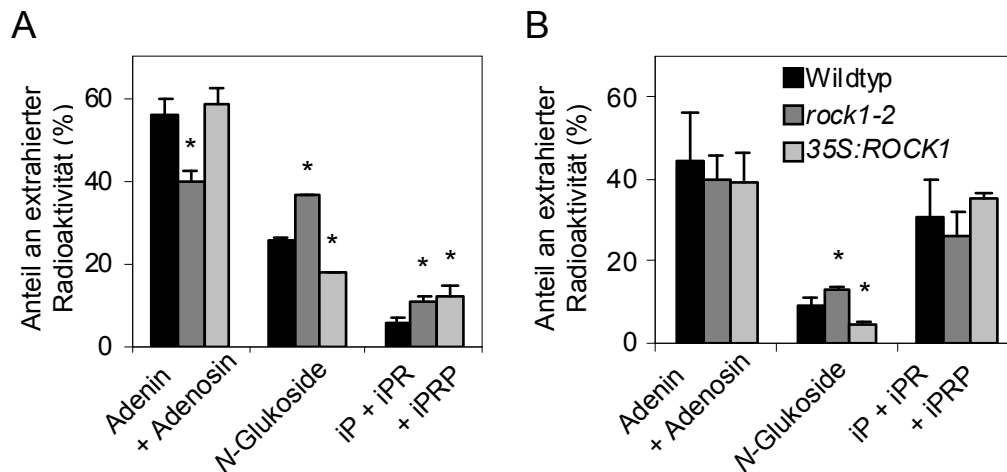 A
Anteil an extrahierter
Radioaktivität (%)
60
40
20
0
*
*
*
*
*
Adenin
+ Adenosin
N-Glukoside
iP + iPR
+ iPRP
B
Anteil an extrahierter
Radioaktivität (%)
60
40
20
0
Wildtyp
rock1-2
35S:ROCK1
*
*
Adenin
+ Adenosin
N-Glukoside
iP + iPR
+ iPRP